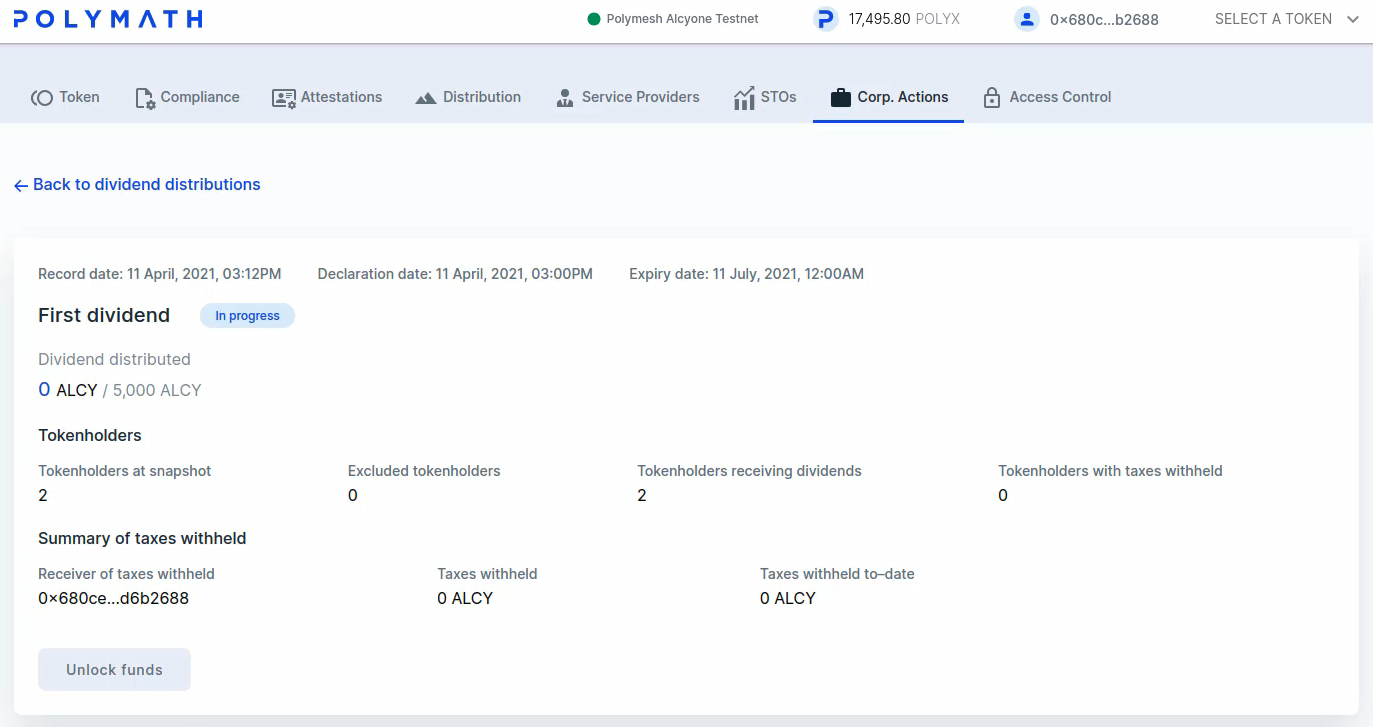 POLYMATH
Polymesh Alcyone Testnet
17,495.80 POLYX
0x680c...b2688
SELECT A TOKEN
Token
Compliance
Attestations
Distribution
Service Providers
STOs
Corp. Actions
Access Control
← Back to dividend distributions
Record date: 11 April, 2021, 03:12PM
Declaration date: 11 April, 2021, 03:00PM
Expiry date: 11 July, 2021, 12:00AM
First dividend
In progress
Dividend distributed
0 ALCY / 5,000 ALCY
Tokenholders
Tokenholders at snapshot
2
Excluded tokenholders
0
Tokenholders receiving dividends
2
Tokenholders with taxes withheld
0
Summary of taxes withheld
Receiver of taxes withheld
0x680ce...d6b2688
Taxes withheld
0 ALCY
Taxes withheld to–date
0 ALCY
Unlock funds